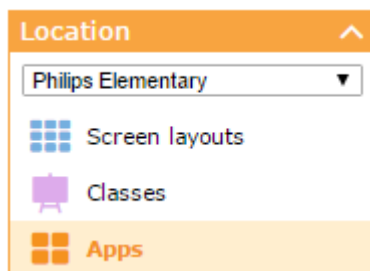 Location
Philips Elementary
Screen layouts
Classes
Apps